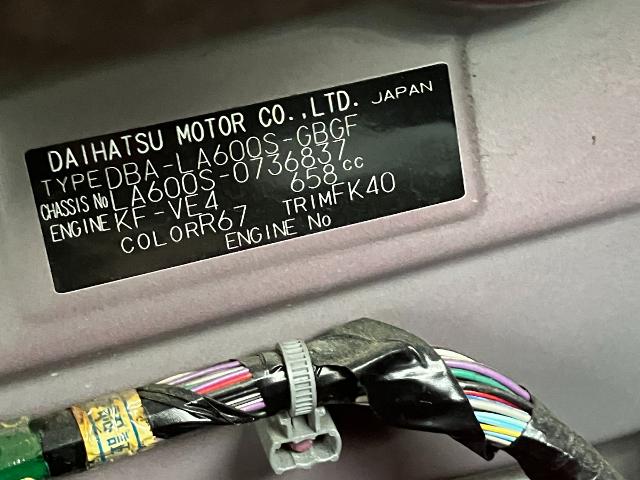 DAIHATSU MOTOR CO.,LTD. JAPAN
TYPE DBA-LA600S-GBGF
CHASSIS No LA600S-0736837
ENGINE KF-VE4 658cc
COLOR R67 TRIM FK40
ENGINE No